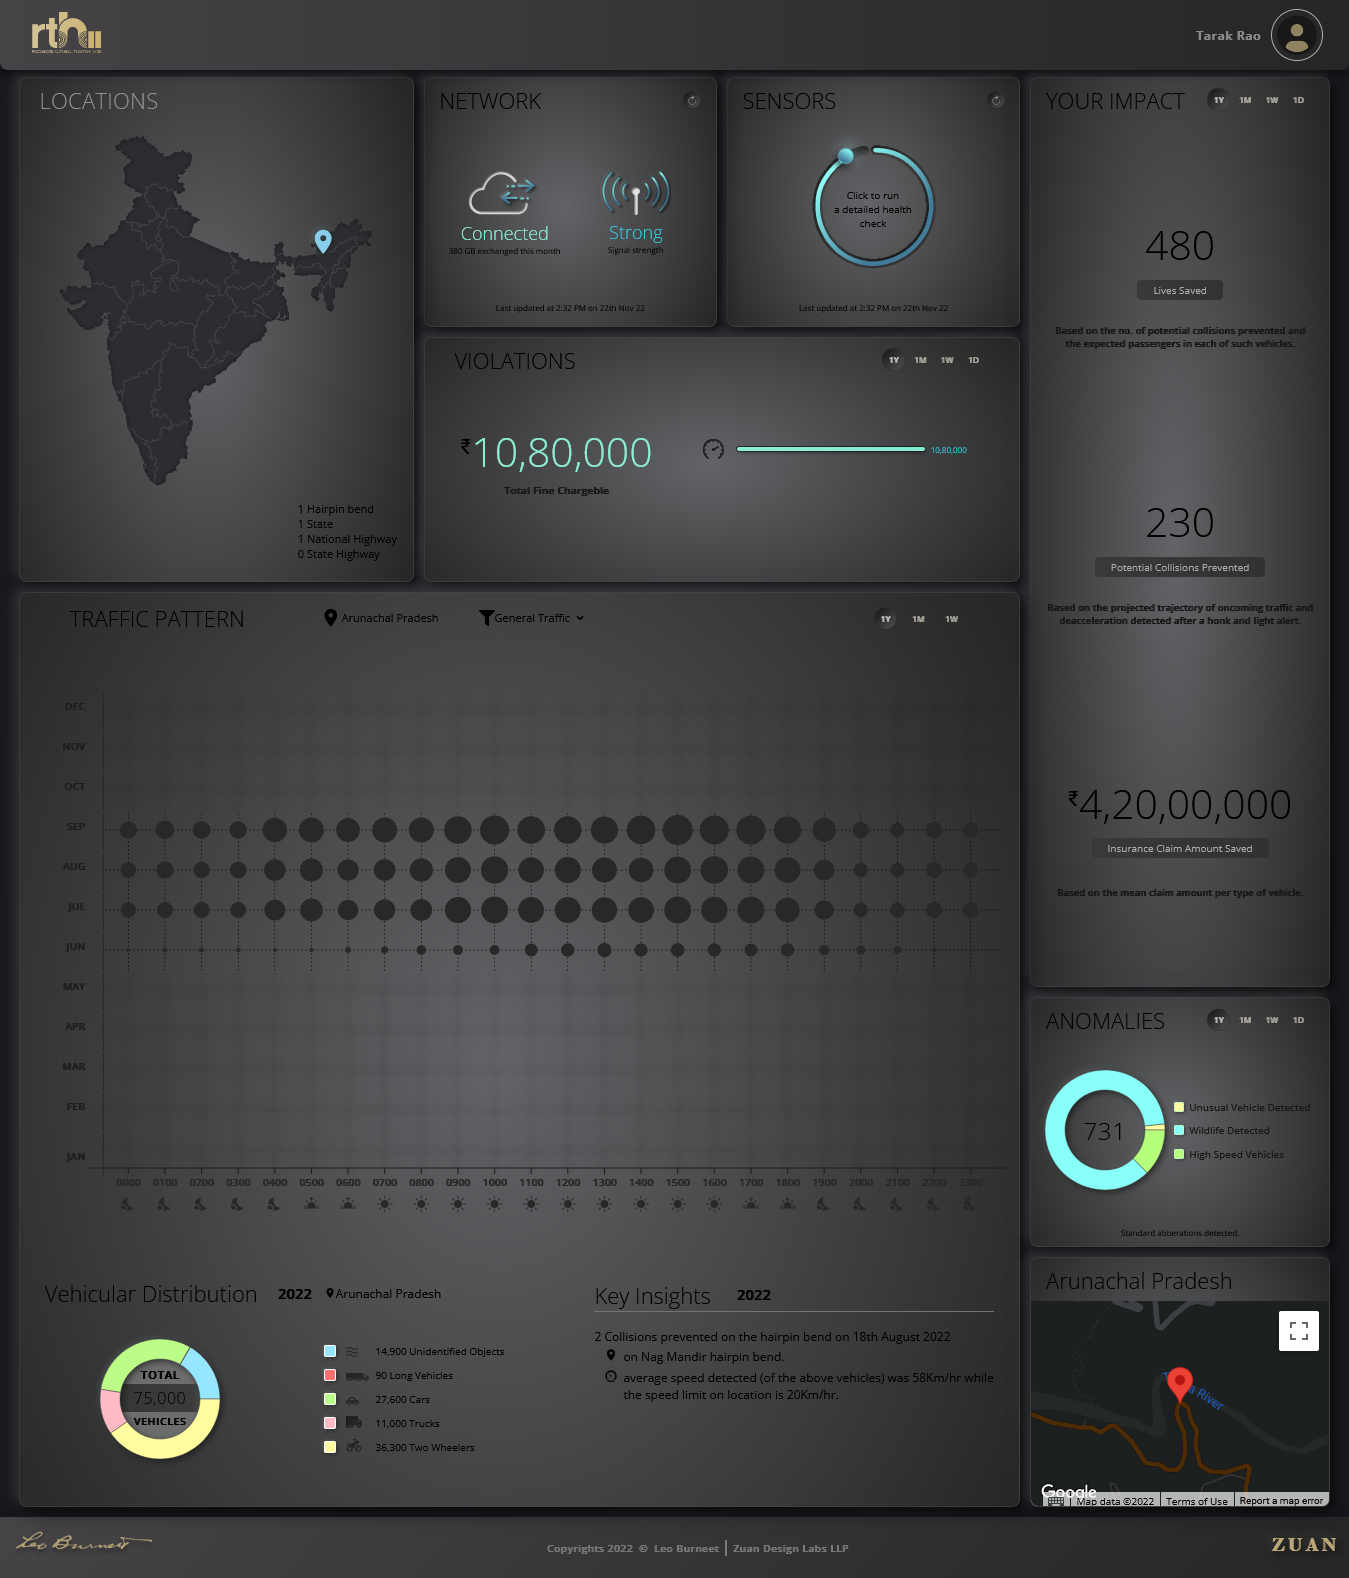 rth
ROADS that HONK V2
Tarak Rao
LOCATIONS
1 Hairpin bend
1 State
1 National Highway
0 State Highway
NETWORK
Connected
380 GB exchanged this month
Strong
Signal strength
Last updated at 2:32 PM on 22th Nov 22
SENSORS
Click to run
a detailed health
check
Last updated at 2:32 PM on 22th Nov 22
YOUR IMPACT 1Y 1M 1W 1D
480
Lives Saved
Based on the no. of potential collisions prevented and
the expected passengers in each of such vehicles.
230
Potential Collisions Prevented
Based on the projected trajectory of oncoming traffic and
deacceleration detected after a honk and light alert.
₹4,20,00,000
Insurance Claim Amount Saved
Based on the mean claim amount per type of vehicle.
VIOLATIONS 1Y 1M 1W 1D
₹10,80,000
Total Fine Chargeble
10,80,000
TRAFFIC PATTERN Arunachal Pradesh General Traffic 1Y 1M 1W
DEC
NOV
OCT
SEP
AUG
JUL
JUN
MAY
APR
MAR
FEB
JAN
0000 0100 0200 0300 0400 0500 0600 0700 0800 0900 1000 1100 1200 1300 1400 1500 1600 1700 1800 1900 2000 2100 2200 2300
Vehicular Distribution 2022 Arunachal Pradesh
TOTAL
75,000
VEHICLES
14,900 Unidentified Objects
90 Long Vehicles
27,600 Cars
11,000 Trucks
36,300 Two Wheelers
Key Insights 2022
2 Collisions prevented on the hairpin bend on 18th August 2022
on Nag Mandir hairpin bend.
average speed detected (of the above vehicles) was 58Km/hr while
the speed limit on location is 20Km/hr.
ANOMALIES 1Y 1M 1W 1D
731
Unusual Vehicle Detected
Wildlife Detected
High Speed Vehicles
Standard abberations detected.
Arunachal Pradesh
River
Google
Map data ©2022 Terms of Use Report a map error
Leo Burnett
Copyrights 2022 © Leo Burneet | Zuan Design Labs LLP
ZUAN